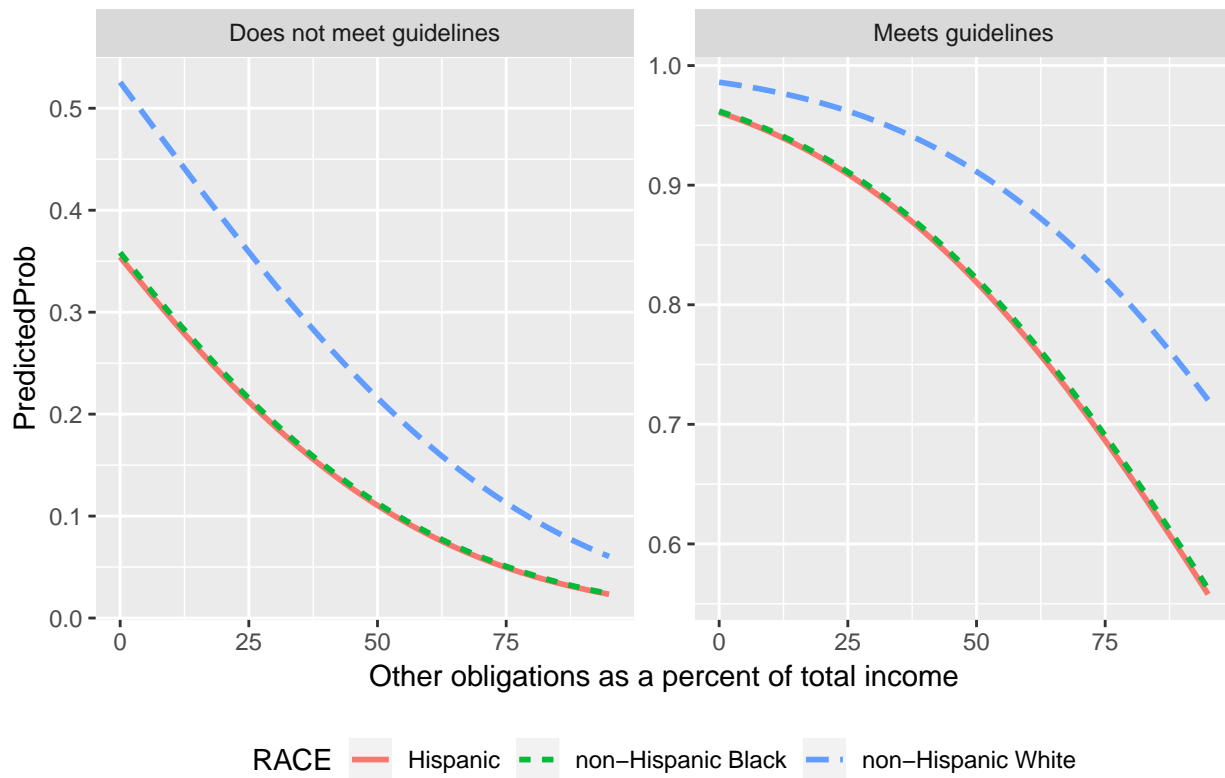 Does not meet guidelines
Meets guidelines
PredictedProb
0.5
0.4
0.3
0.2
0.1
0.0
1.0
0.9
0.8
0.7
0.6
0 25 50 75
0 25 50 75
Other obligations as a percent of total income
RACE Hispanic non−Hispanic Black non−Hispanic White